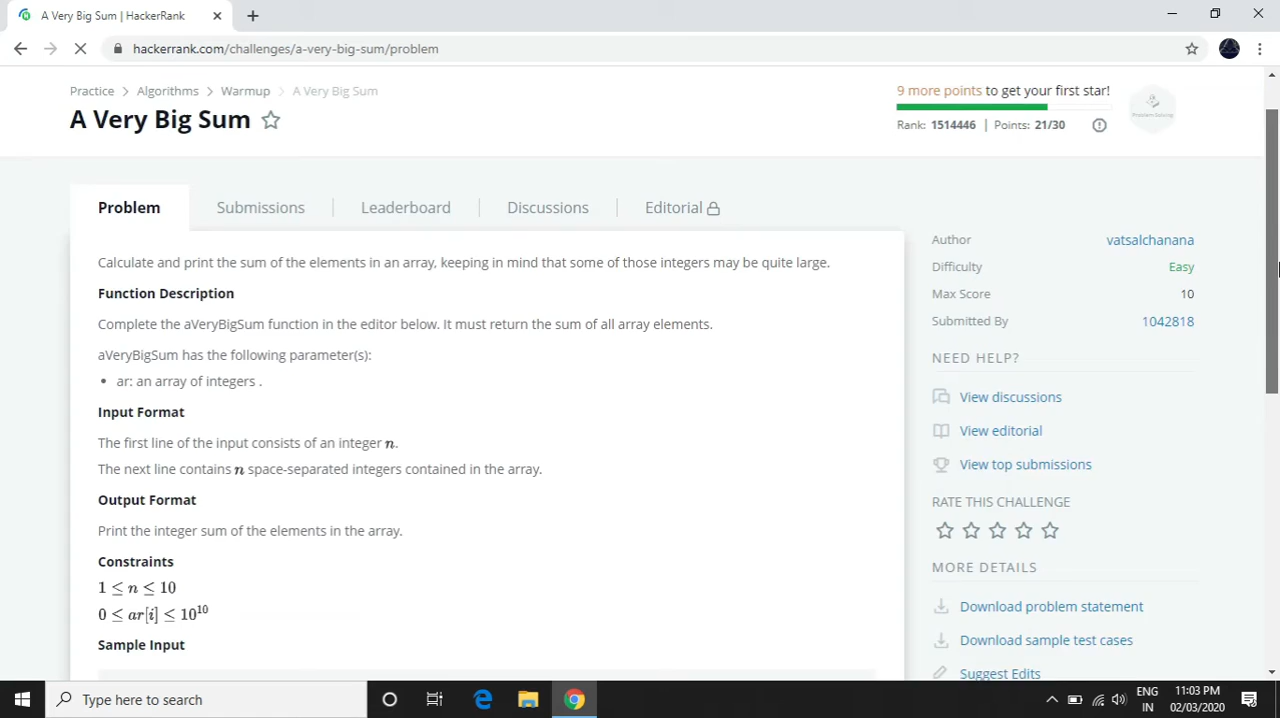 A Very Big Sum | HackerRank
hackerrank.com/challenges/a-very-big-sum/problem
Practice > Algorithms > Warmup > A Very Big Sum
A Very Big Sum
9 more points to get your first star!
Rank: 1514446 | Points: 21/30
Problem Solving
Problem
Submissions
Leaderboard
Discussions
Editorial
Calculate and print the sum of the elements in an array, keeping in mind that some of those integers may be quite large.
Function Description
Complete the aVeryBigSum function in the editor below. It must return the sum of all array elements.
aVeryBigSum has the following parameter(s):
• ar: an array of integers .
Input Format
The first line of the input consists of an integer n.
The next line contains n space-separated integers contained in the array.
Output Format
Print the integer sum of the elements in the array.
Constraints
1 ≤ n ≤ 10
0 ≤ ar[i] ≤ 10¹⁰
Sample Input
Author vatsalchanana
Difficulty Easy
Max Score 10
Submitted By 1042818
NEED HELP?
View discussions
View editorial
View top submissions
RATE THIS CHALLENGE
MORE DETAILS
Download problem statement
Download sample test cases
Suggest Edits
Type here to search
ENG
IN
11:03 PM
02/03/2020